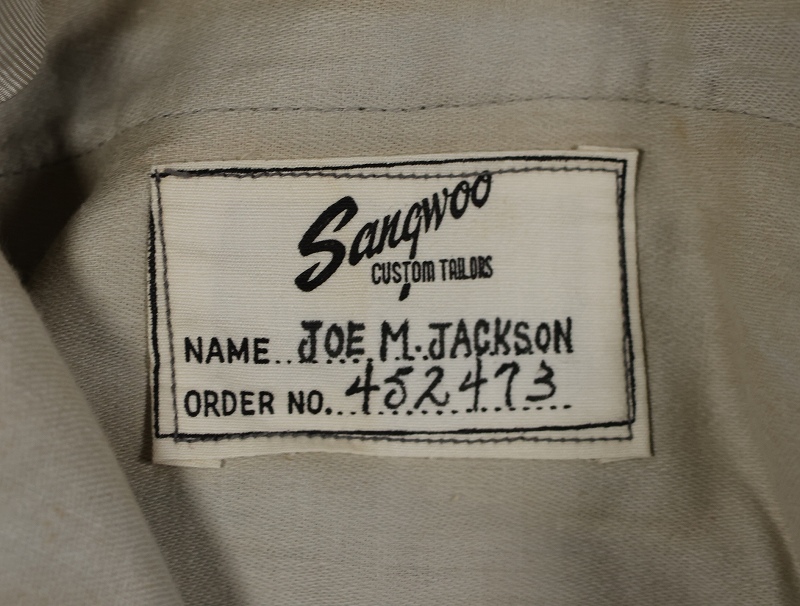 Sangwoo
CUSTOM TAILORS
NAME.. JOE M. JACKSON
ORDER NO... 452473